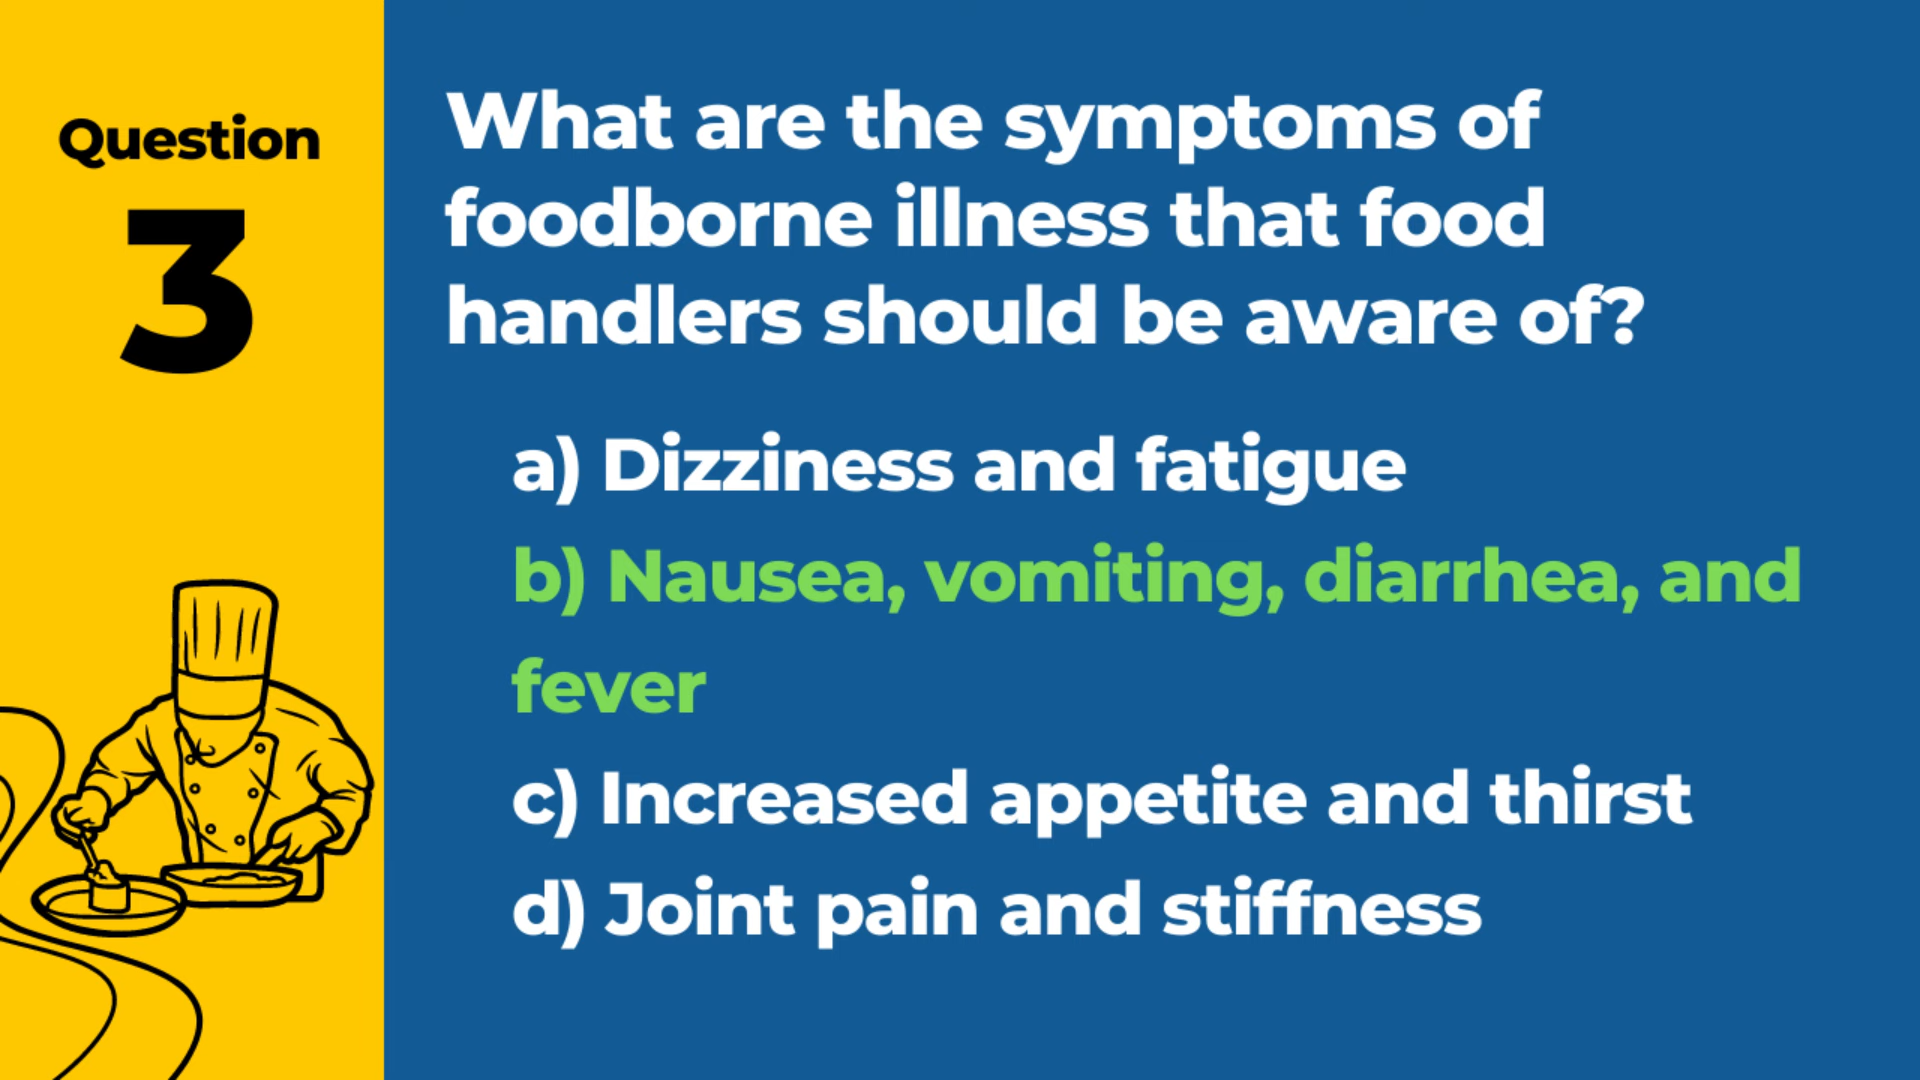 Question
3
What are the symptoms of
foodborne illness that food
handlers should be aware of?
a) Dizziness and fatigue
b) Nausea, vomiting, diarrhea, and
fever
c) Increased appetite and thirst
d) Joint pain and stiffness